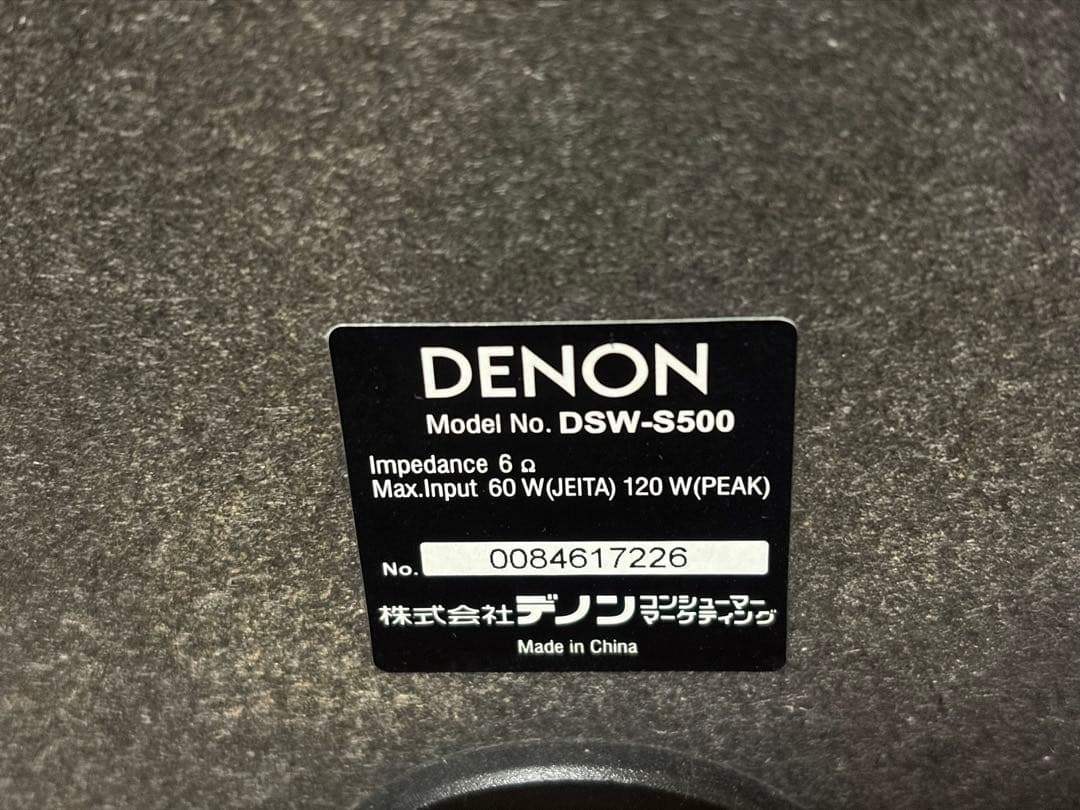 DENON
Model No. DSW-S500
Impedance 6 Ω
Max.Input 60 W(JEITA) 120 W(PEAK)
No. 0084617226
株式会社デノン コンシューマー
マーケティング
Made in China